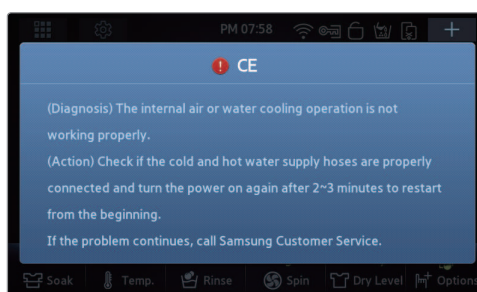 PM 07:58
CE
(Diagnosis) The internal air or water cooling operation is not
working properly.
(Action) Check if the cold and hot water supply hoses are properly
connected and turn the power on again after 2~3 minutes to restart
from the beginning.
If the problem continues, call Samsung Customer Service.
Soak Temp. Rinse Spin Dry Level Options